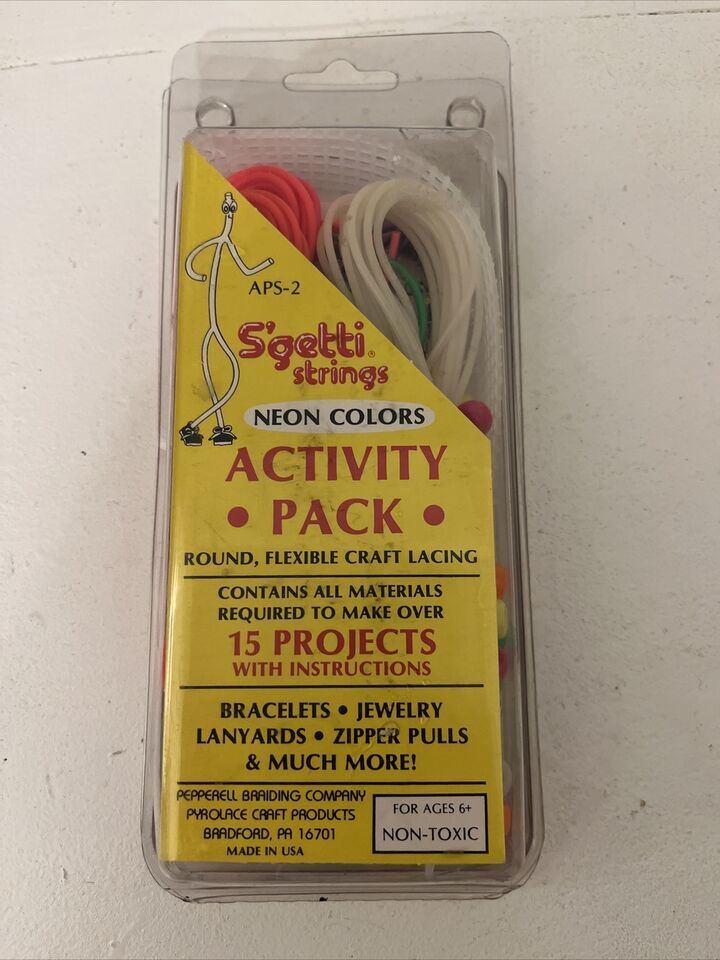 APS-2
S'getti®
strings
NEON COLORS
ACTIVITY
• PACK •
ROUND, FLEXIBLE CRAFT LACING
CONTAINS ALL MATERIALS
REQUIRED TO MAKE OVER
15 PROJECTS
WITH INSTRUCTIONS
BRACELETS • JEWELRY
LANYARDS • ZIPPER PULLS
& MUCH MORE!
PEPPERELL BRAIDING COMPANY
PYROLACE CRAFT PRODUCTS
BRADFORD, PA 16701
MADE IN USA
FOR AGES 6+
NON-TOXIC